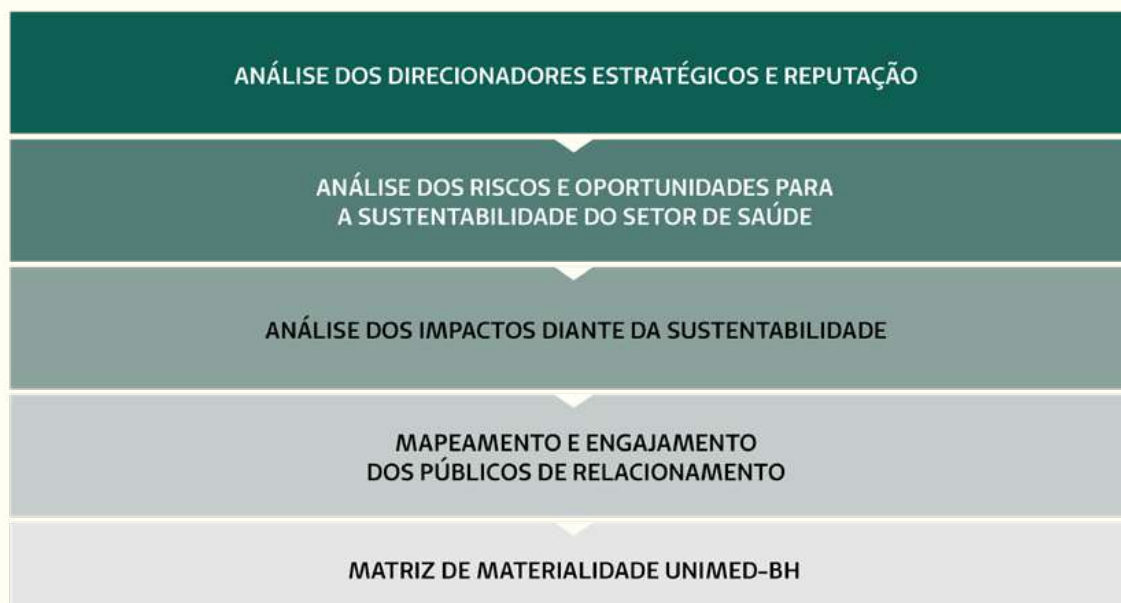 ANÁLISE DOS DIRECIONADORES ESTRATÉGICOS E REPUTAÇÃO
ANÁLISE DOS RISCOS E OPORTUNIDADES PARA
A SUSTENTABILIDADE DO SETOR DE SAÚDE
ANÁLISE DOS IMPACTOS DIANTE DA SUSTENTABILIDADE
MAPEAMENTO E ENGAJAMENTO
DOS PÚBLICOS DE RELACIONAMENTO
MATRIZ DE MATERIALIDADE UNIMED-BH